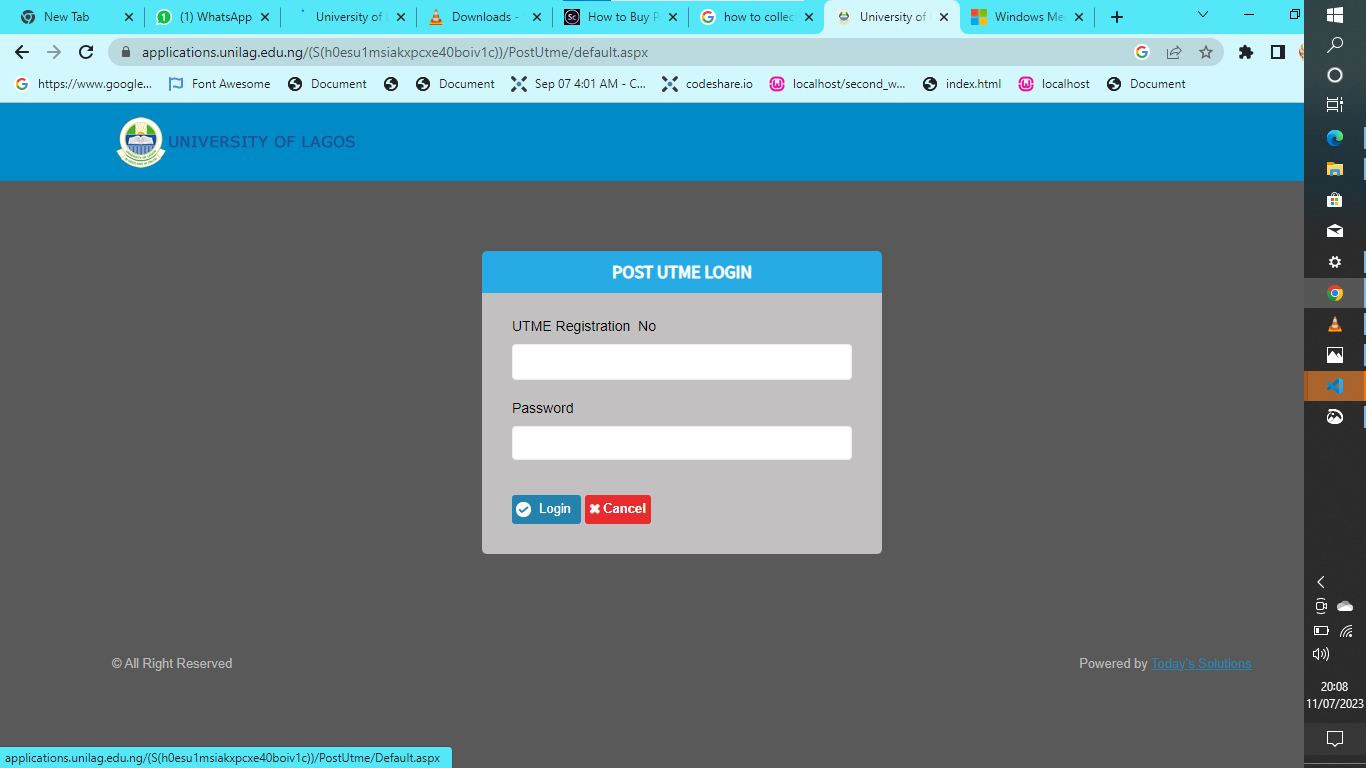 New Tab
(1) WhatsApp
University of
Downloads -
How to Buy P
how to collec
University of
Windows Me
applications.unilag.edu.ng/(S(h0esu1msiakxpcxe40boiv1c))/PostUtme/default.aspx
https://www.google...
Font Awesome
Document
Document
Sep 07 4:01 AM - C...
codeshare.io
localhost/second_w...
index.html
localhost
Document
UNIVERSITY OF LAGOS
POST UTME LOGIN
UTME Registration No
Password
Login
Cancel
© All Right Reserved
Powered by Today's Solutions
20:08
11/07/2023
applications.unilag.edu.ng/(S(h0esu1msiakxpcxe40boiv1c))/PostUtme/Default.aspx